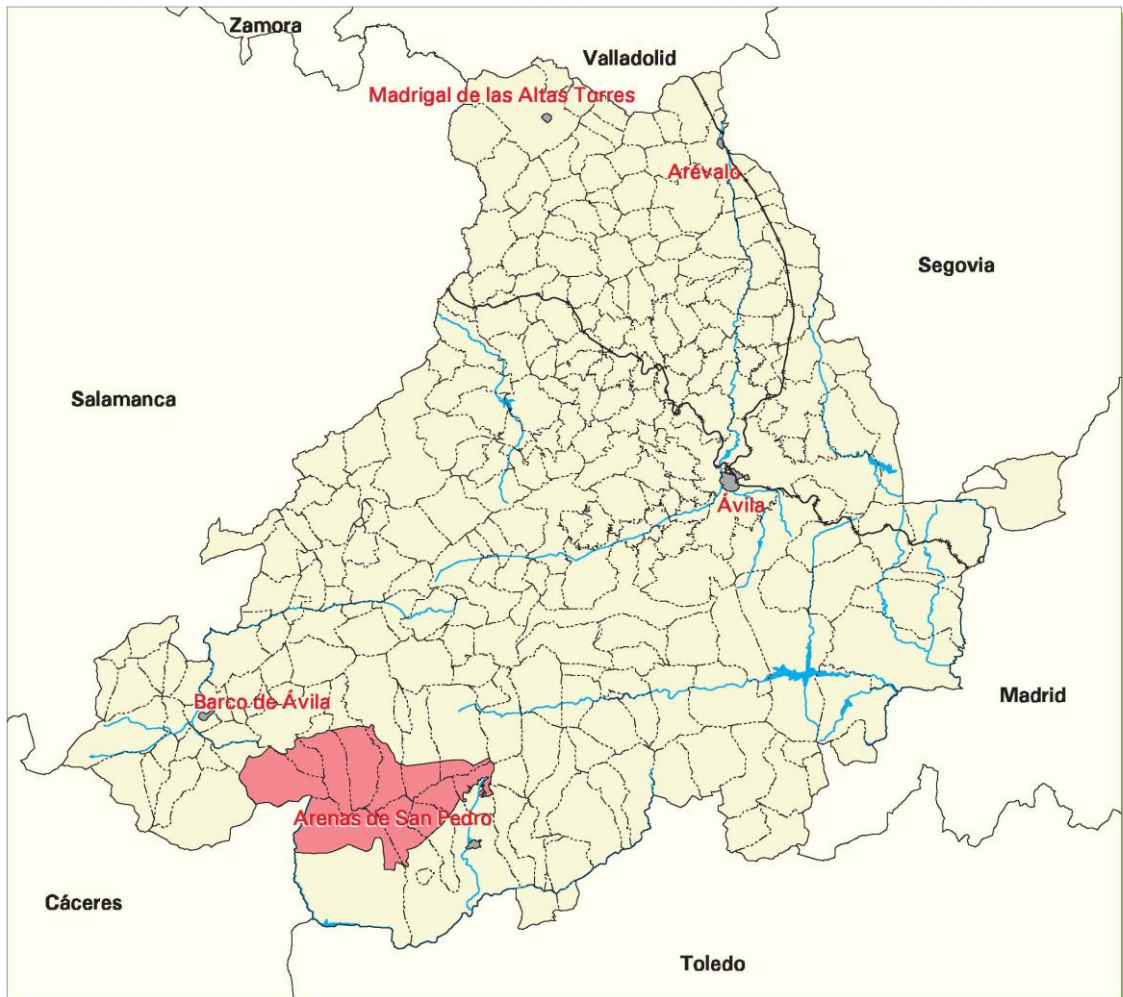 Zamora
Valladolid
Madrigal de las Altas Torres
Arévalo
Segovia
Salamanca
Ávila
Barco de Ávila
Madrid
Arenas de San Pedro
Cáceres
Toledo